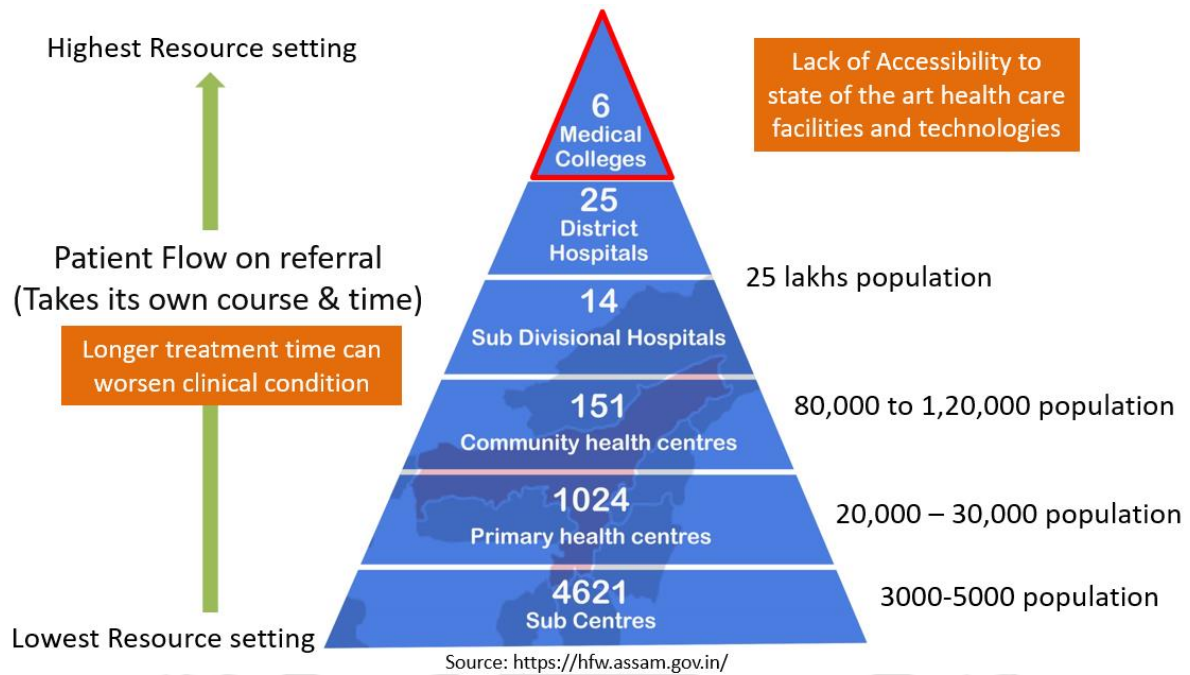 Highest Resource setting
Lack of Accessibility to
state of the art health care
facilities and technologies
6
Medical
Colleges
25
District
Hospitals
Patient Flow on referral
(Takes its own course & time)
25 lakhs population
14
Sub Divisional Hospitals
Longer treatment time can
worsen clinical condition
151
Community health centres
80,000 to 1,20,000 population
1024
Primary health centres
20,000 – 30,000 population
4621
Sub Centres
3000-5000 population
Lowest Resource setting
Source: https://hfw.assam.gov.in/